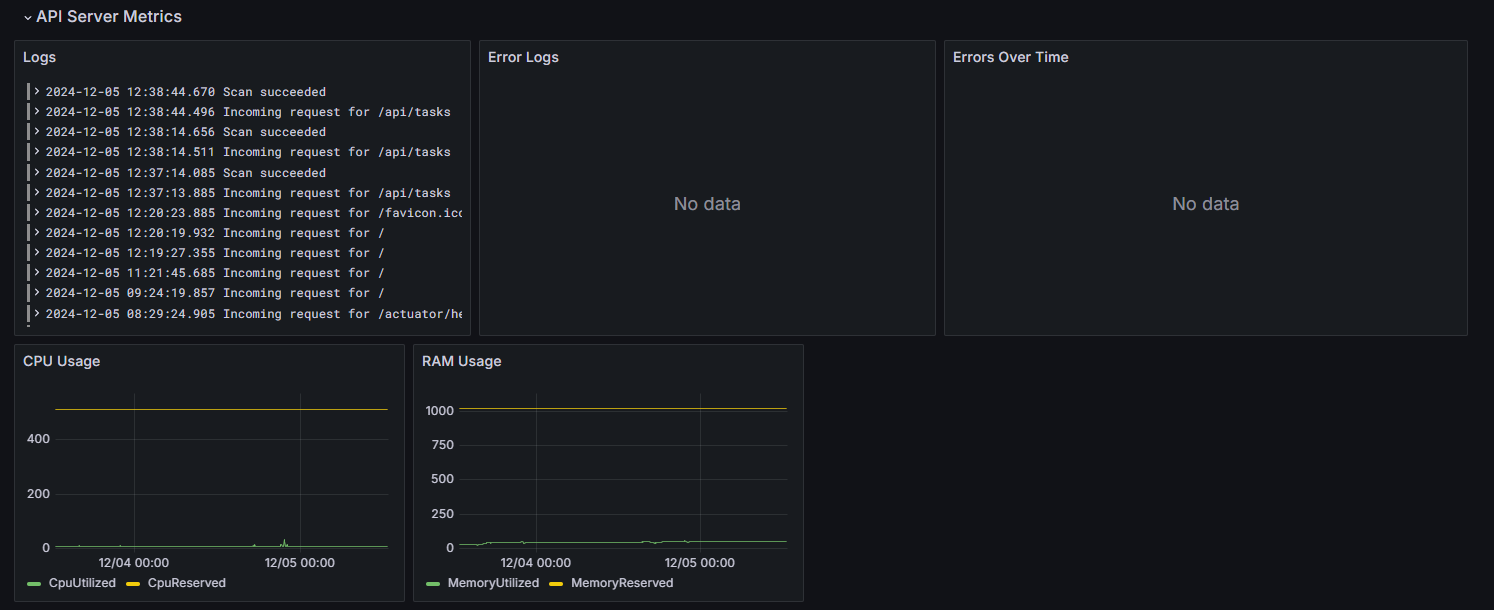 API Server Metrics
Logs
2024-12-05 12:38:44.670 Scan succeeded
2024-12-05 12:38:44.496 Incoming request for /api/tasks
2024-12-05 12:38:14.656 Scan succeeded
2024-12-05 12:38:14.511 Incoming request for /api/tasks
2024-12-05 12:37:14.085 Scan succeeded
2024-12-05 12:37:13.885 Incoming request for /api/tasks
2024-12-05 12:20:23.885 Incoming request for /favicon.ico
2024-12-05 12:20:19.932 Incoming request for /
2024-12-05 12:19:27.355 Incoming request for /
2024-12-05 11:21:45.685 Incoming request for /
2024-12-05 09:24:19.857 Incoming request for /
2024-12-05 08:29:24.905 Incoming request for /actuator/he
Error Logs
No data
Errors Over Time
No data
CPU Usage
400
200
0
12/04 00:00 12/05 00:00
CpuUtilized CpuReserved
RAM Usage
1000
750
500
250
0
12/04 00:00 12/05 00:00
MemoryUtilized MemoryReserved